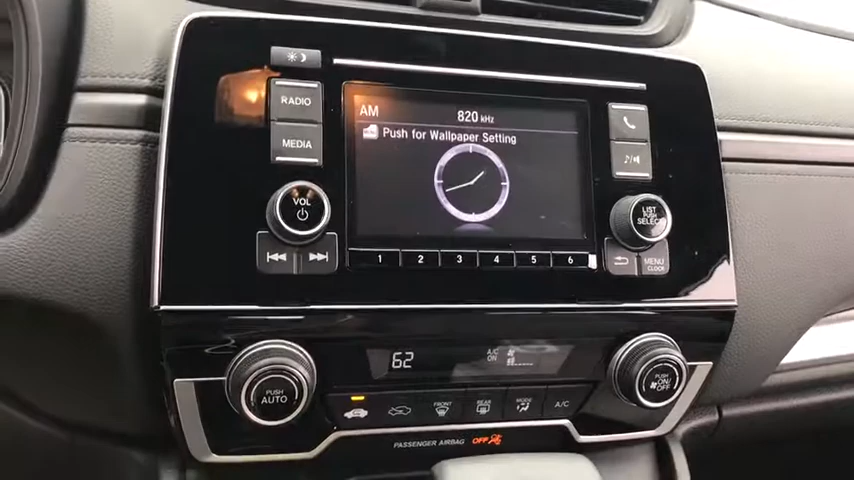 RADIO
MEDIA
VOL
AM
820 kHz
Push for Wallpaper Setting
LIST
PUSH
SELECT
MENU
CLOCK
1 2 3 4 5 6
62
A/C
ON
PUSH
AUTO
FRONT
REAR
MODE
A/C
PUSH
ON/OFF
PASSENGER AIRBAG
OFF